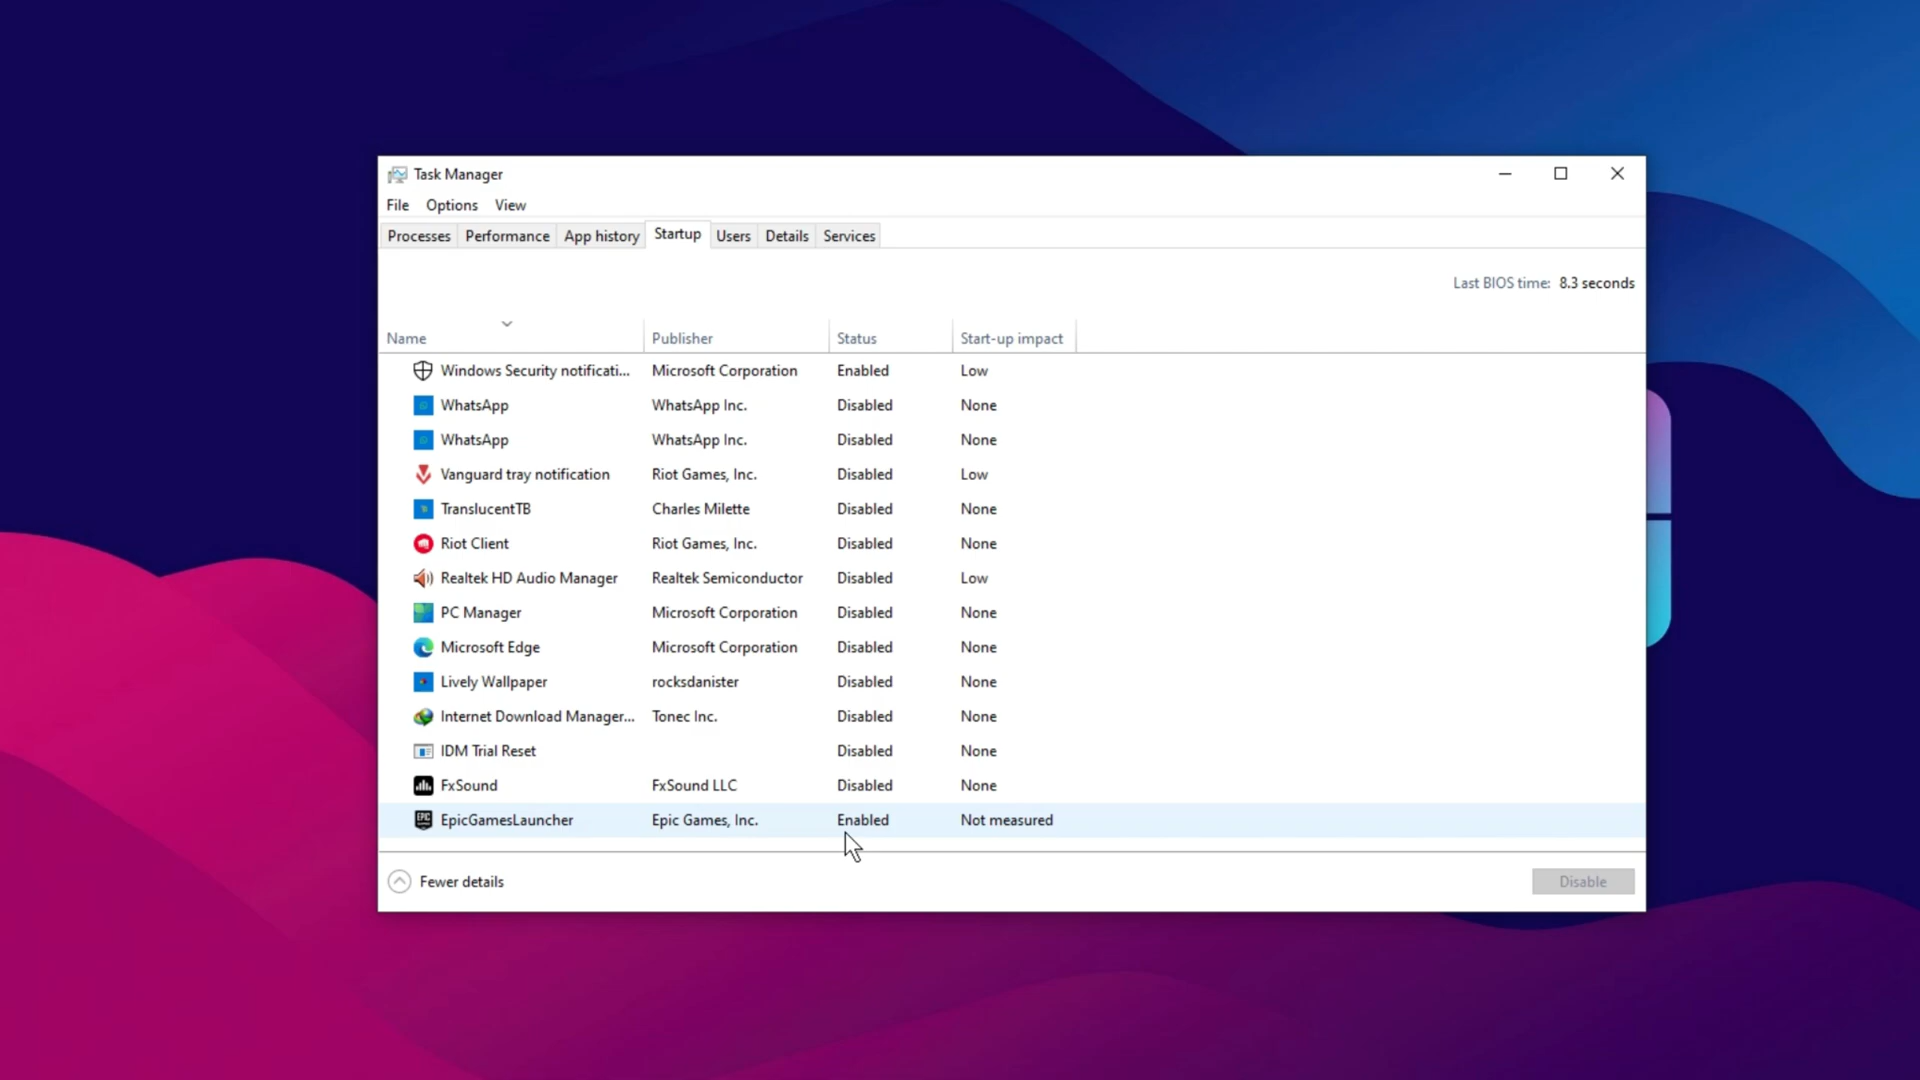 Task Manager
File Options View
Processes Performance App history Startup Users Details Services
Last BIOS time: 8.3 seconds
Name Publisher Status Start-up impact
Windows Security notificati... Microsoft Corporation Enabled Low
WhatsApp WhatsApp Inc. Disabled None
WhatsApp WhatsApp Inc. Disabled None
Vanguard tray notification Riot Games, Inc. Disabled Low
TranslucentTB Charles Milette Disabled None
Riot Client Riot Games, Inc. Disabled None
Realtek HD Audio Manager Realtek Semiconductor Disabled Low
PC Manager Microsoft Corporation Disabled None
Microsoft Edge Microsoft Corporation Disabled None
Lively Wallpaper rocksdanister Disabled None
Internet Download Manager... Tonec Inc. Disabled None
IDM Trial Reset Disabled None
FxSound FxSound LLC Disabled None
EpicGamesLauncher Epic Games, Inc. Enabled Not measured
Fewer details Disable